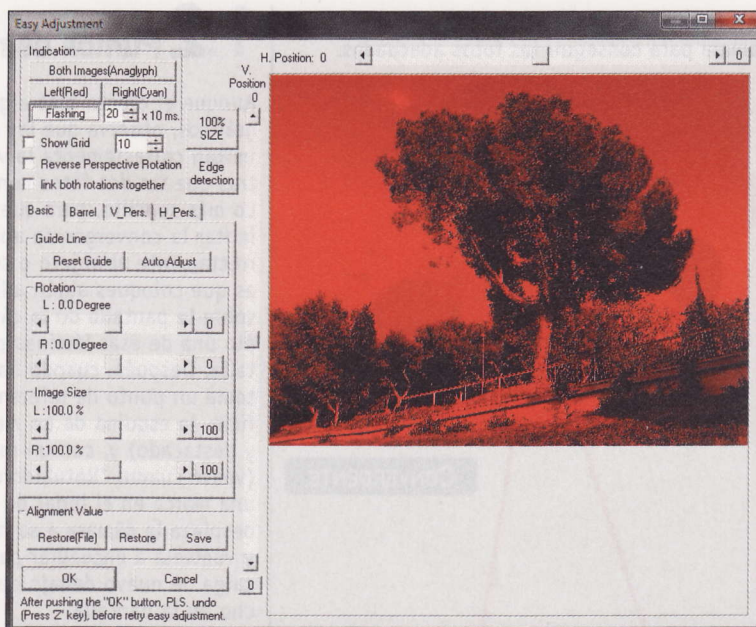 Easy Adjustment
Indication
Both Images(Anaglyph)
Left(Red) Right(Cyan)
Flashing 20 x 10 ms.
Show Grid 10
Reverse Perspective Rotation
link both rotations together
H. Position: 0
0
V.
Position
0
100%
SIZE
Edge
detection
Basic Barrel V_Pers. H_Pers.
Guide Line
Reset Guide Auto Adjust
Rotation
L : 0.0 Degree
0
R :0.0 Degree
0
Image Size
L :100.0 %
100
R :100.0 %
100
Alignment Value
Restore(File) Restore Save
OK Cancel
0
After pushing the "OK" button, PLS. undo
(Press 'Z' key), before retry easy adjustment.